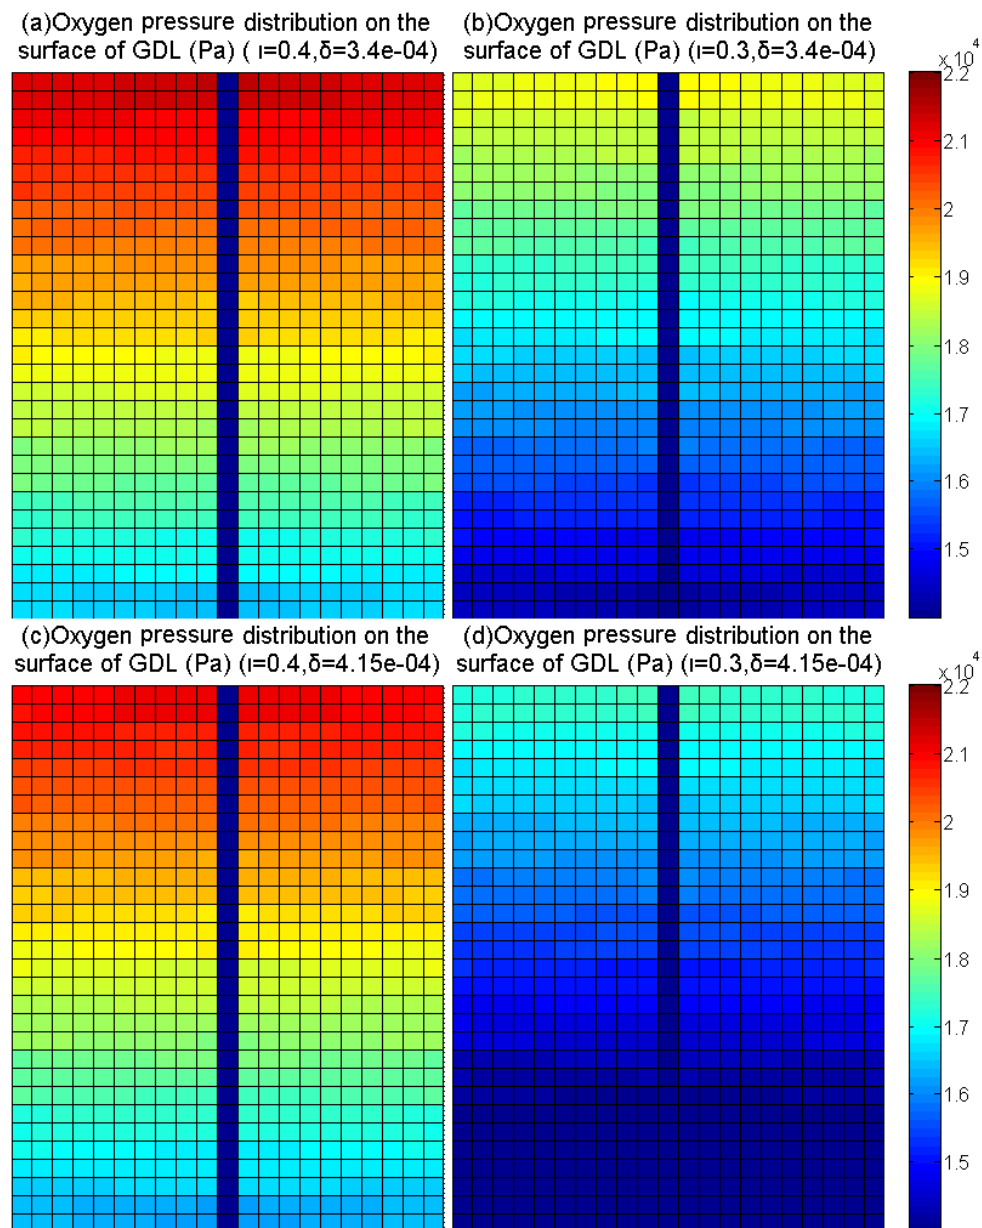 (a)Oxygen pressure distribution on the
surface of GDL (Pa) ( ı=0.4,δ=3.4e-04)
(b)Oxygen pressure distribution on the
surface of GDL (Pa) (ı=0.3,δ=3.4e-04)
x 10⁴
2.2
2.1
2
1.9
1.8
1.7
1.6
1.5
(c)Oxygen pressure distribution on the
surface of GDL (Pa) (ı=0.4,δ=4.15e-04)
(d)Oxygen pressure distribution on the
surface of GDL (Pa) (ı=0.3,δ=4.15e-04)
x 10⁴
2.2
2.1
2
1.9
1.8
1.7
1.6
1.5